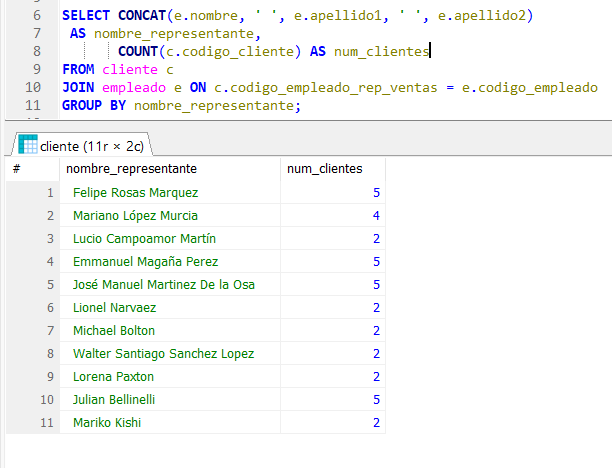 6 SELECT CONCAT(e.nombre, ' ', e.apellido1, ' ', e.apellido2)
7 AS nombre_representante,
8 COUNT(c.codigo_cliente) AS num_clientes
9 FROM cliente c
10 JOIN empleado e ON c.codigo_empleado_rep_ventas = e.codigo_empleado
11 GROUP BY nombre_representante;
cliente (11r × 2c)
# nombre_representante num_clientes
1 Felipe Rosas Marquez 5
2 Mariano López Murcia 4
3 Lucio Campoamor Martín 2
4 Emmanuel Magaña Perez 5
5 José Manuel Martinez De la Osa 5
6 Lionel Narvaez 2
7 Michael Bolton 2
8 Walter Santiago Sanchez Lopez 2
9 Lorena Paxton 2
10 Julian Bellinelli 5
11 Mariko Kishi 2